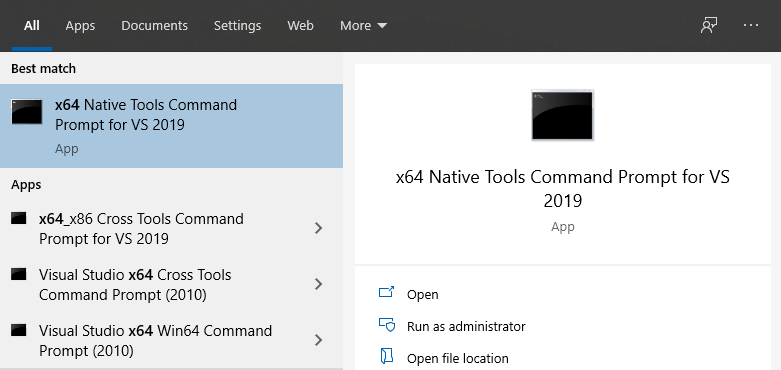 All Apps Documents Settings Web More
Best match
x64 Native Tools Command
Prompt for VS 2019
App
Apps
x64_x86 Cross Tools Command
Prompt for VS 2019
Visual Studio x64 Cross Tools
Command Prompt (2010)
Visual Studio x64 Win64 Command
Prompt (2010)
x64 Native Tools Command Prompt for VS
2019
App
Open
Run as administrator
Open file location